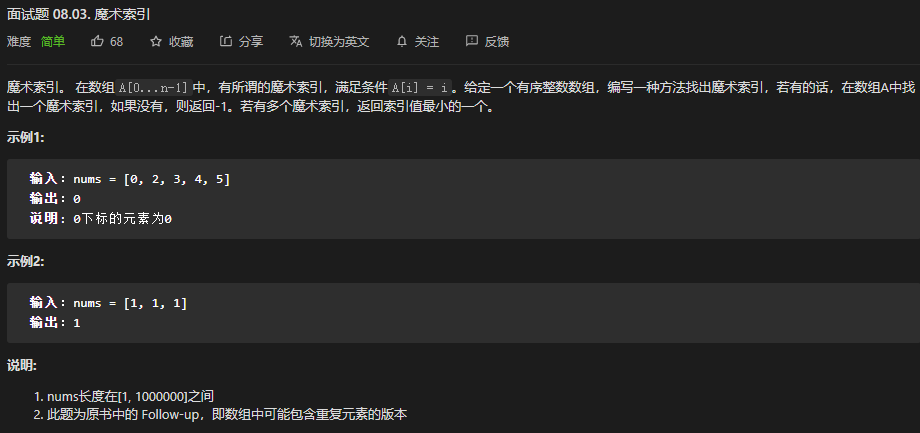 面试题 08.03. 魔术索引
难度 简单 68 收藏 分享 切换为英文 关注 反馈
魔术索引。 在数组A[0...n-1]中，有所谓的魔术索引，满足条件A[i] = i。给定一个有序整数数组，编写一种方法找出魔术索引，若有的话，在数组A中找
出一个魔术索引，如果没有，则返回-1。若有多个魔术索引，返回索引值最小的一个。
示例1:
输入：nums = [0, 2, 3, 4, 5]
输出：0
说明：0下标的元素为0
示例2:
输入：nums = [1, 1, 1]
输出：1
说明:
1. nums长度在[1, 1000000]之间
2. 此题为原书中的 Follow-up，即数组中可能包含重复元素的版本